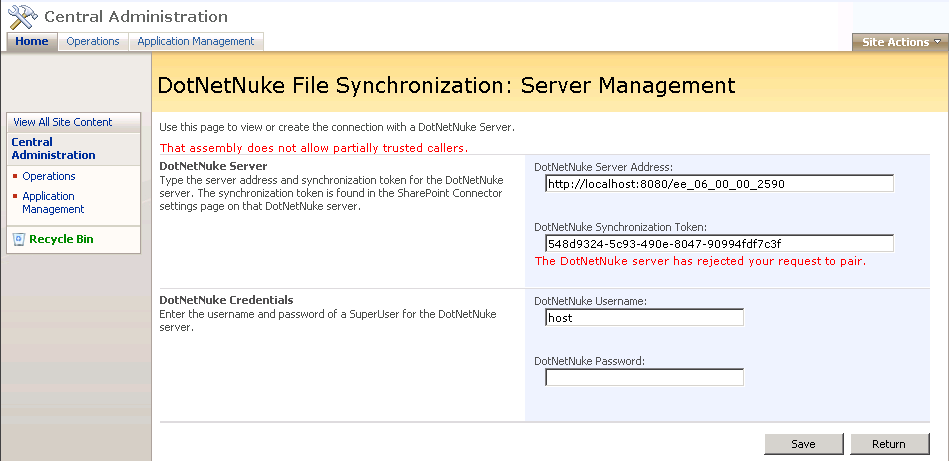 Central Administration
Home Operations Application Management
Site Actions
DotNetNuke File Synchronization: Server Management
View All Site Content
Central
Administration
Operations
Application
Management
Recycle Bin
Use this page to view or create the connection with a DotNetNuke Server.
That assembly does not allow partially trusted callers.
DotNetNuke Server
Type the server address and synchronization token for the DotNetNuke
server. The synchronization token is found in the SharePoint Connector
settings page on that DotNetNuke server.
DotNetNuke Server Address:
http://localhost:8080/ee_06_00_00_2590
DotNetNuke Synchronization Token:
548d9324-5c93-490e-8047-90994fdf7c3f
The DotNetNuke server has rejected your request to pair.
DotNetNuke Credentials
Enter the username and password of a SuperUser for the DotNetNuke
server.
DotNetNuke Username:
host
DotNetNuke Password:
Save Return